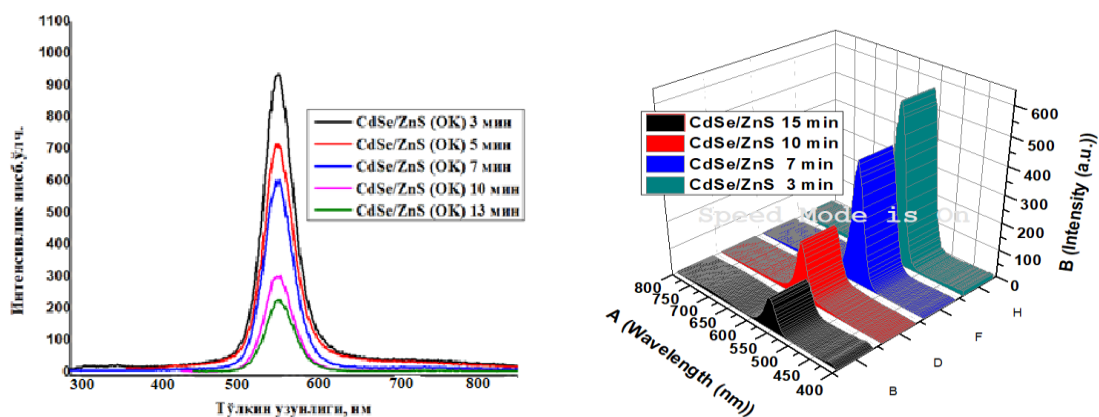 1100
1000
900
800
700
600
500
400
300
200
100
0
300 400 500 600 700 800
Интенсивлик нисб.ўлч.
Тўлқин узунлиги, нм
CdSe/ZnS (OK) 3 мин
CdSe/ZnS (OK) 5 мин
CdSe/ZnS (OK) 7 мин
CdSe/ZnS (OK) 10 мин
CdSe/ZnS (OK) 13 мин
CdSe/ZnS 15 min
CdSe/ZnS 10 min
CdSe/ZnS 7 min
CdSe/ZnS 3 min
Speed Mode is On
600
500
400
300
200
100
0
B (Intensity (a.u.))
800
750
700
650
600
550
500
450
400
A (Wavelength (nm))
B
D
F
H